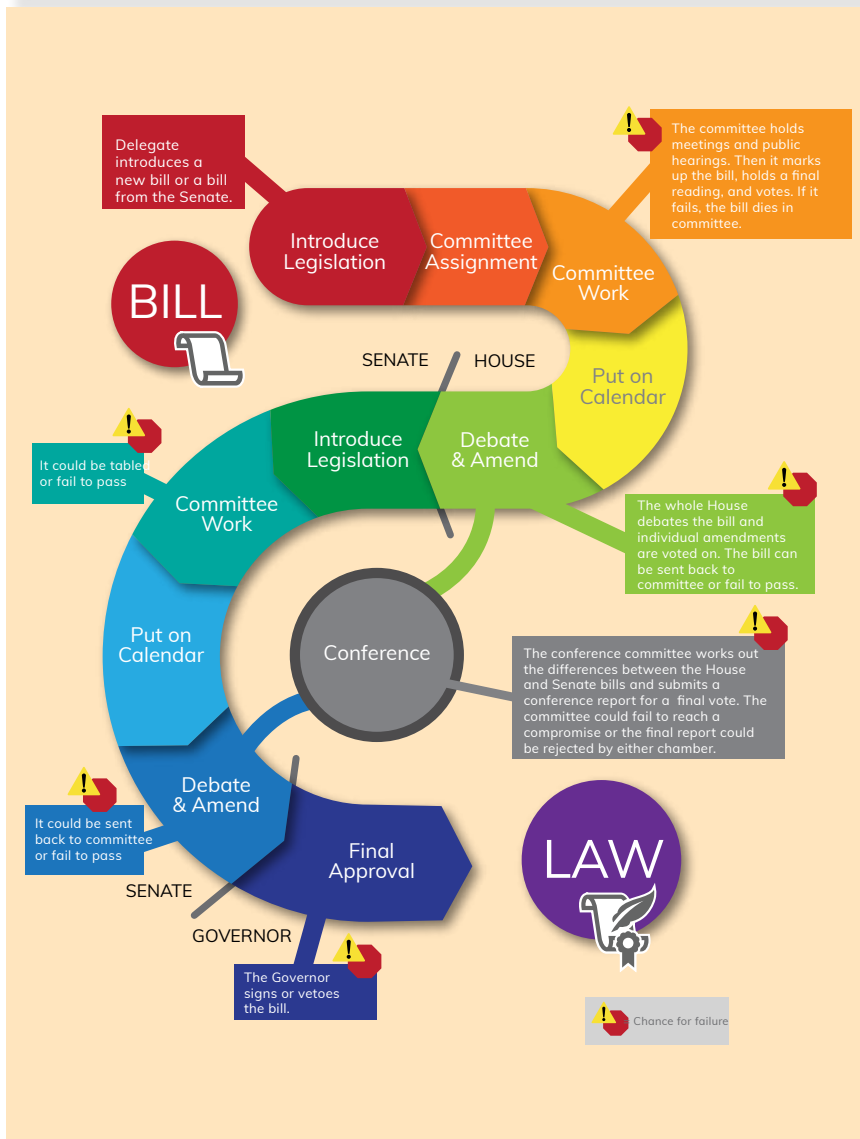 Delegate
introduces a
new bill or a bill
from the Senate.
The committee holds
meetings and public
hearings. Then it marks
up the bill, holds a final
reading, and votes. If it
fails, the bill dies in
committee.
Introduce
Legislation
Committee
Assignment
Committee
Work
BILL
SENATE
HOUSE
Put on
Calendar
Introduce
Legislation
Debate
& Amend
It could be tabled
or fail to pass
Committee
Work
The whole House
debates the bill and
individual amendments
are voted on. The bill can
be sent back to
committee or fail to pass.
Put on
Calendar
Conference
The conference committee works out
the differences between the House
and Senate bills and submits a
conference report for a final vote. The
committee could fail to reach a
compromise or the final report could
be rejected by either chamber.
Debate
& Amend
It could be sent
back to committee
or fail to pass
Final
Approval
LAW
SENATE
GOVERNOR
The Governor
signs or vetoes
the bill.
Chance for failure